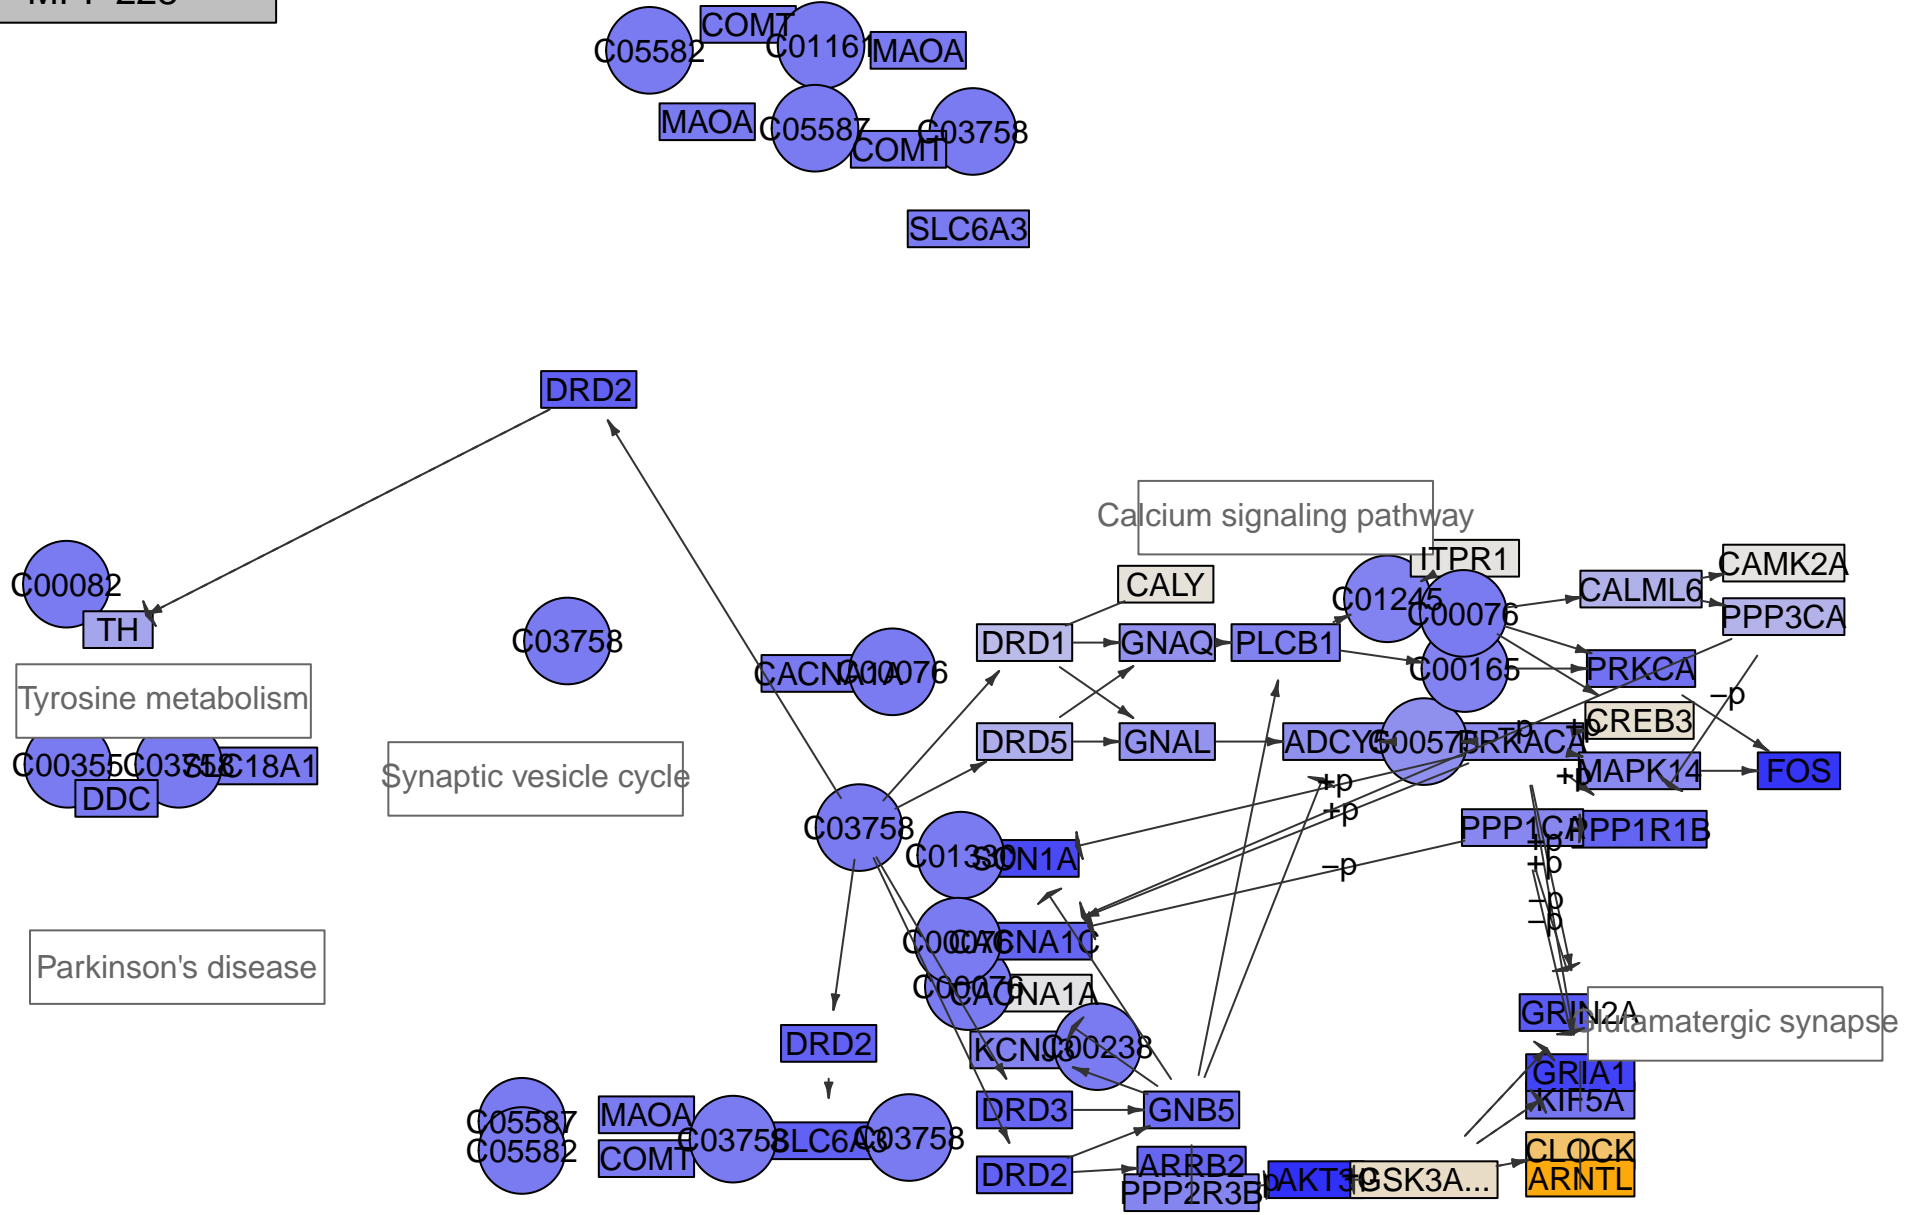 COMT
C05582
C01161
MAOA
MAOA
C05587
C03758
COMT
SLC6A3
DRD2
Calcium signaling pathway
ITPR1
CAMK2A
C00082
CALY
C01245
CALML6
C00076
PPP3CA
TH
C03758
DRD1
GNAQ
PLCB1
CACNA1A
C00076
C00165
PRKCA
Tyrosine metabolism
–p
CREB3
+p
–p
DRD5
GNAL
ADCY5
C00575
PRKACA
C00355
C03758
SLC18A1
Synaptic vesicle cycle
MAPK14
FOS
+p
+p
DDC
+p
C03758
PPP1CA
PPP1R1B
+p
C01330
SCN1A
+p
–p
–p
–p
C00076
CACNA1C
Parkinson's disease
C00076
CACNA1A
GRIN2A
Glutamatergic synapse
DRD2
KCNJ3
C00238
GRIA1
KIF5A
MAOA
DRD3
GNB5
C05587
C03758
SLC6A3
C03758
C05582
COMT
CLOCK
ARRB2
DRD2
AKT3
GSK3A...
ARNTL
PPP2R3B
+p